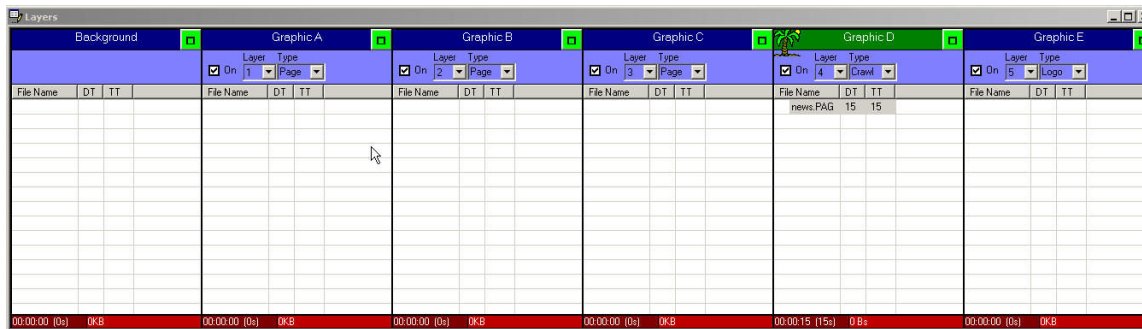 Layers
Background Graphic A Graphic B Graphic C Graphic D Graphic E
Layer Type Layer Type Layer Type Layer Type Layer Type
On 1 Page On 2 Page On 3 Page On 4 Crawl On 5 Logo
File Name DT TT File Name DT TT File Name DT TT File Name DT TT File Name DT TT File Name DT TT
news.PAG 15 15
00:00:00 (0s) 0KB 00:00:00 (0s) 0KB 00:00:00 (0s) 0KB 00:00:00 (0s) 0KB 00:00:15 (15s) 0 Bs 00:00:00 (0s) 0KB